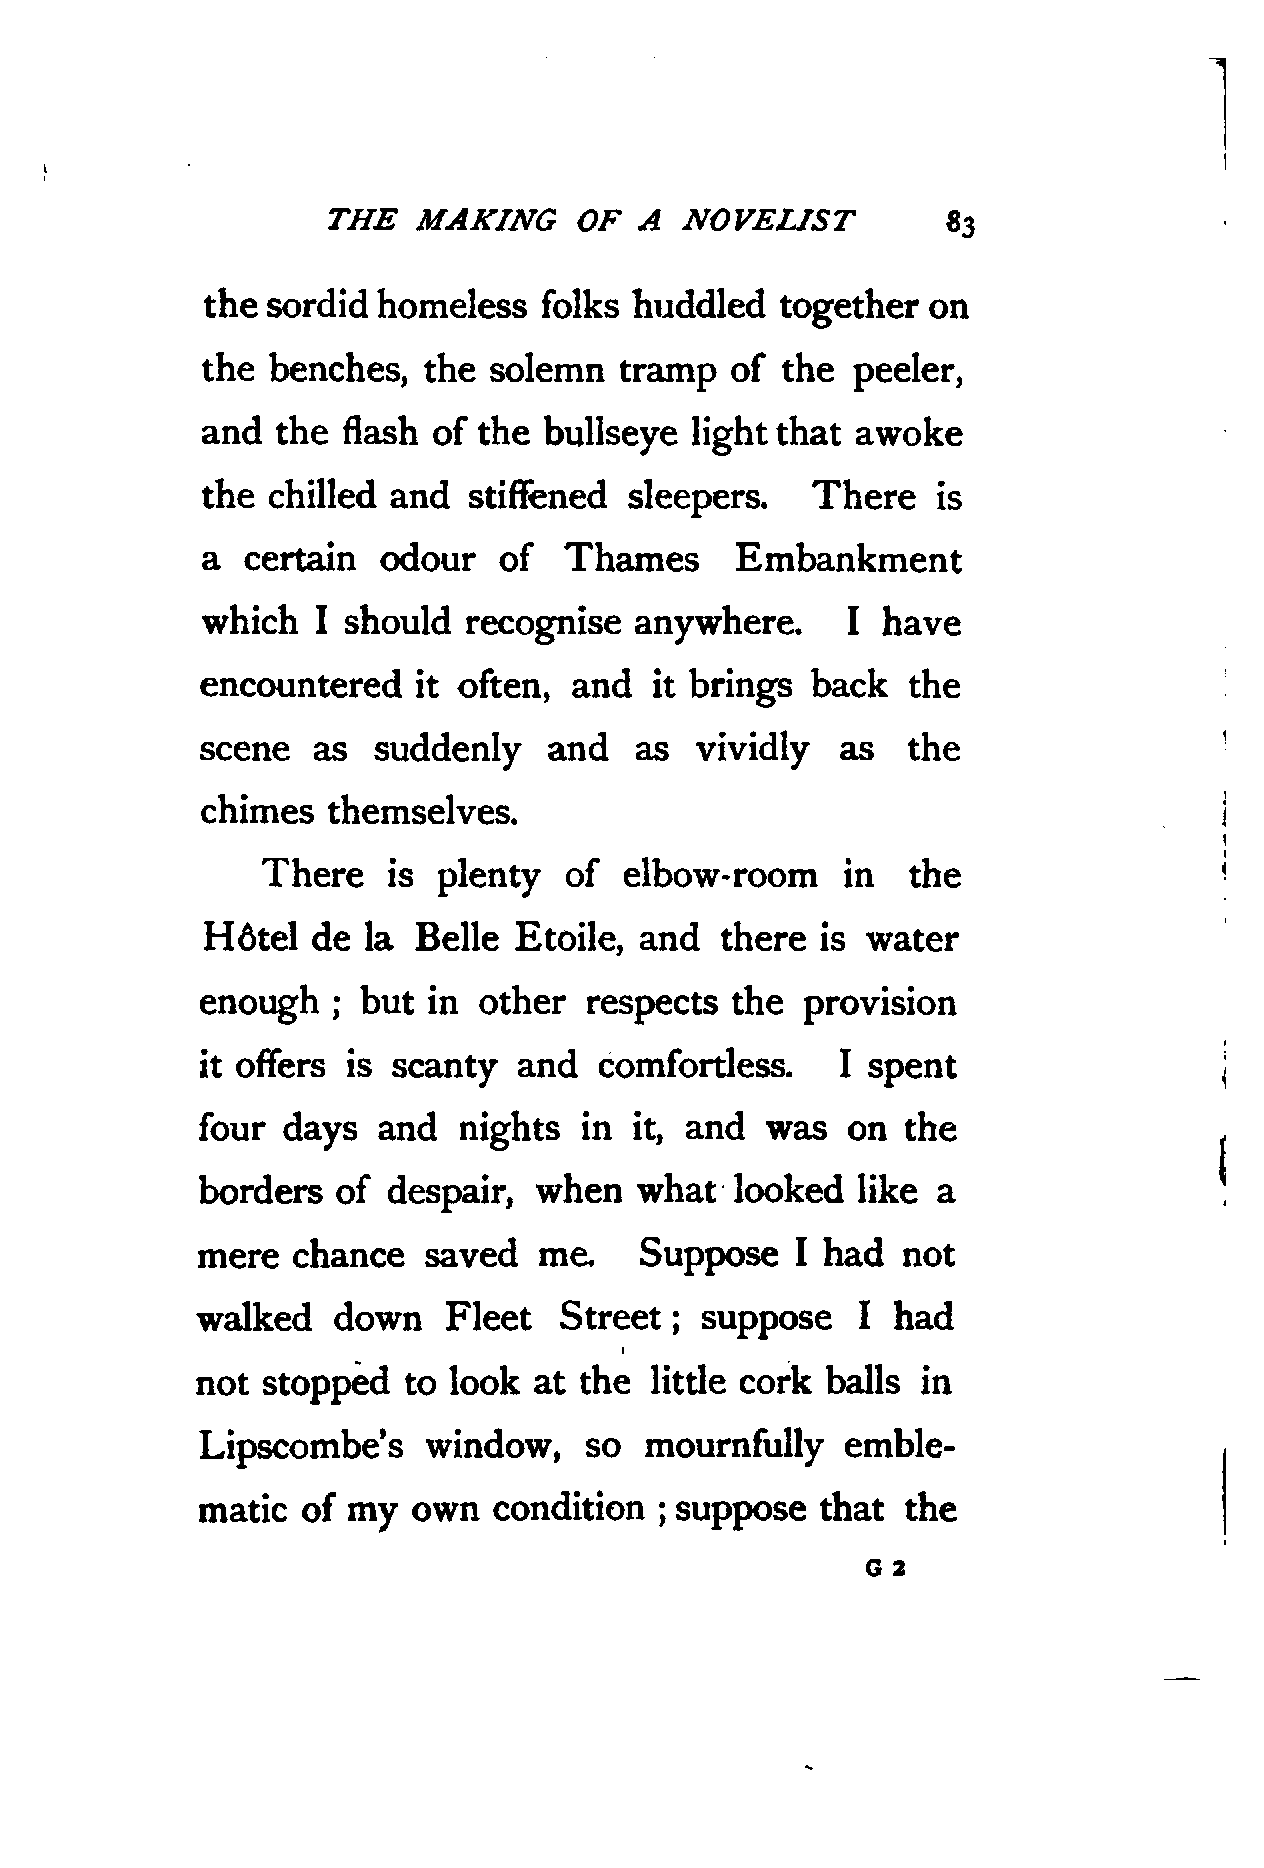 THE MAKING OF A NOVELIST 83
the sordid homeless folks huddled together on
the benches, the solemn tramp of the peeler,
and the flash of the bullseye light that awoke
the chilled and stiffened sleepers. There is
a certain odour of Thames Embankment
which I should recognise anywhere. I have
encountered it often, and it brings back the
scene as suddenly and as vividly as the
chimes themselves.
There is plenty of elbow-room in the
Hôtel de la Belle Etoile, and there is water
enough ; but in other respects the provision
it offers is scanty and comfortless. I spent
four days and nights in it, and was on the
borders of despair, when what looked like a
mere chance saved me. Suppose I had not
walked down Fleet Street ; suppose I had
not stopped to look at the little cork balls in
Lipscombe's window, so mournfully emble-
matic of my own condition ; suppose that the
G 2